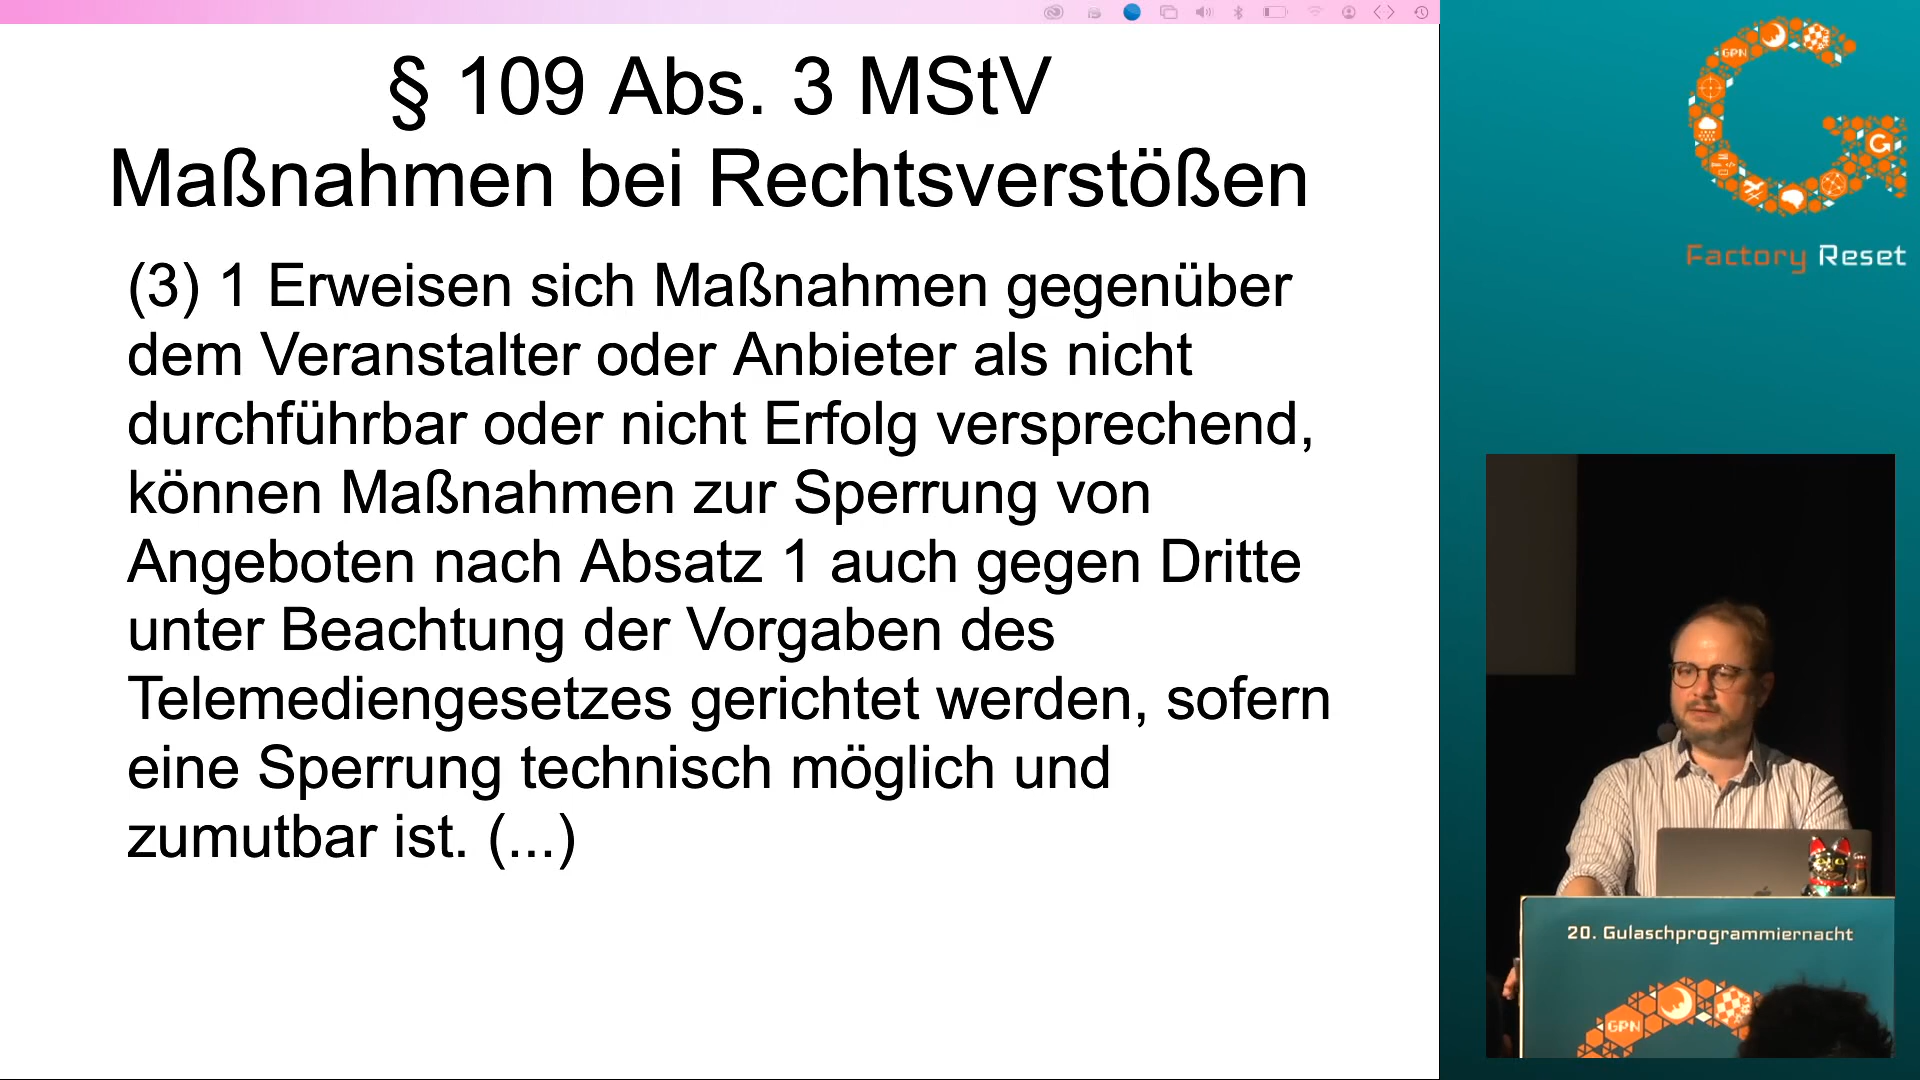 § 109 Abs. 3 MStV
Maßnahmen bei Rechtsverstößen
(3) 1 Erweisen sich Maßnahmen gegenüber
dem Veranstalter oder Anbieter als nicht
durchführbar oder nicht Erfolg versprechend,
können Maßnahmen zur Sperrung von
Angeboten nach Absatz 1 auch gegen Dritte
unter Beachtung der Vorgaben des
Telemediengesetzes gerichtet werden, sofern
eine Sperrung technisch möglich und
zumutbar ist. (...)
GPN
Factory Reset
20. Gulaschprogrammiernacht
GPN